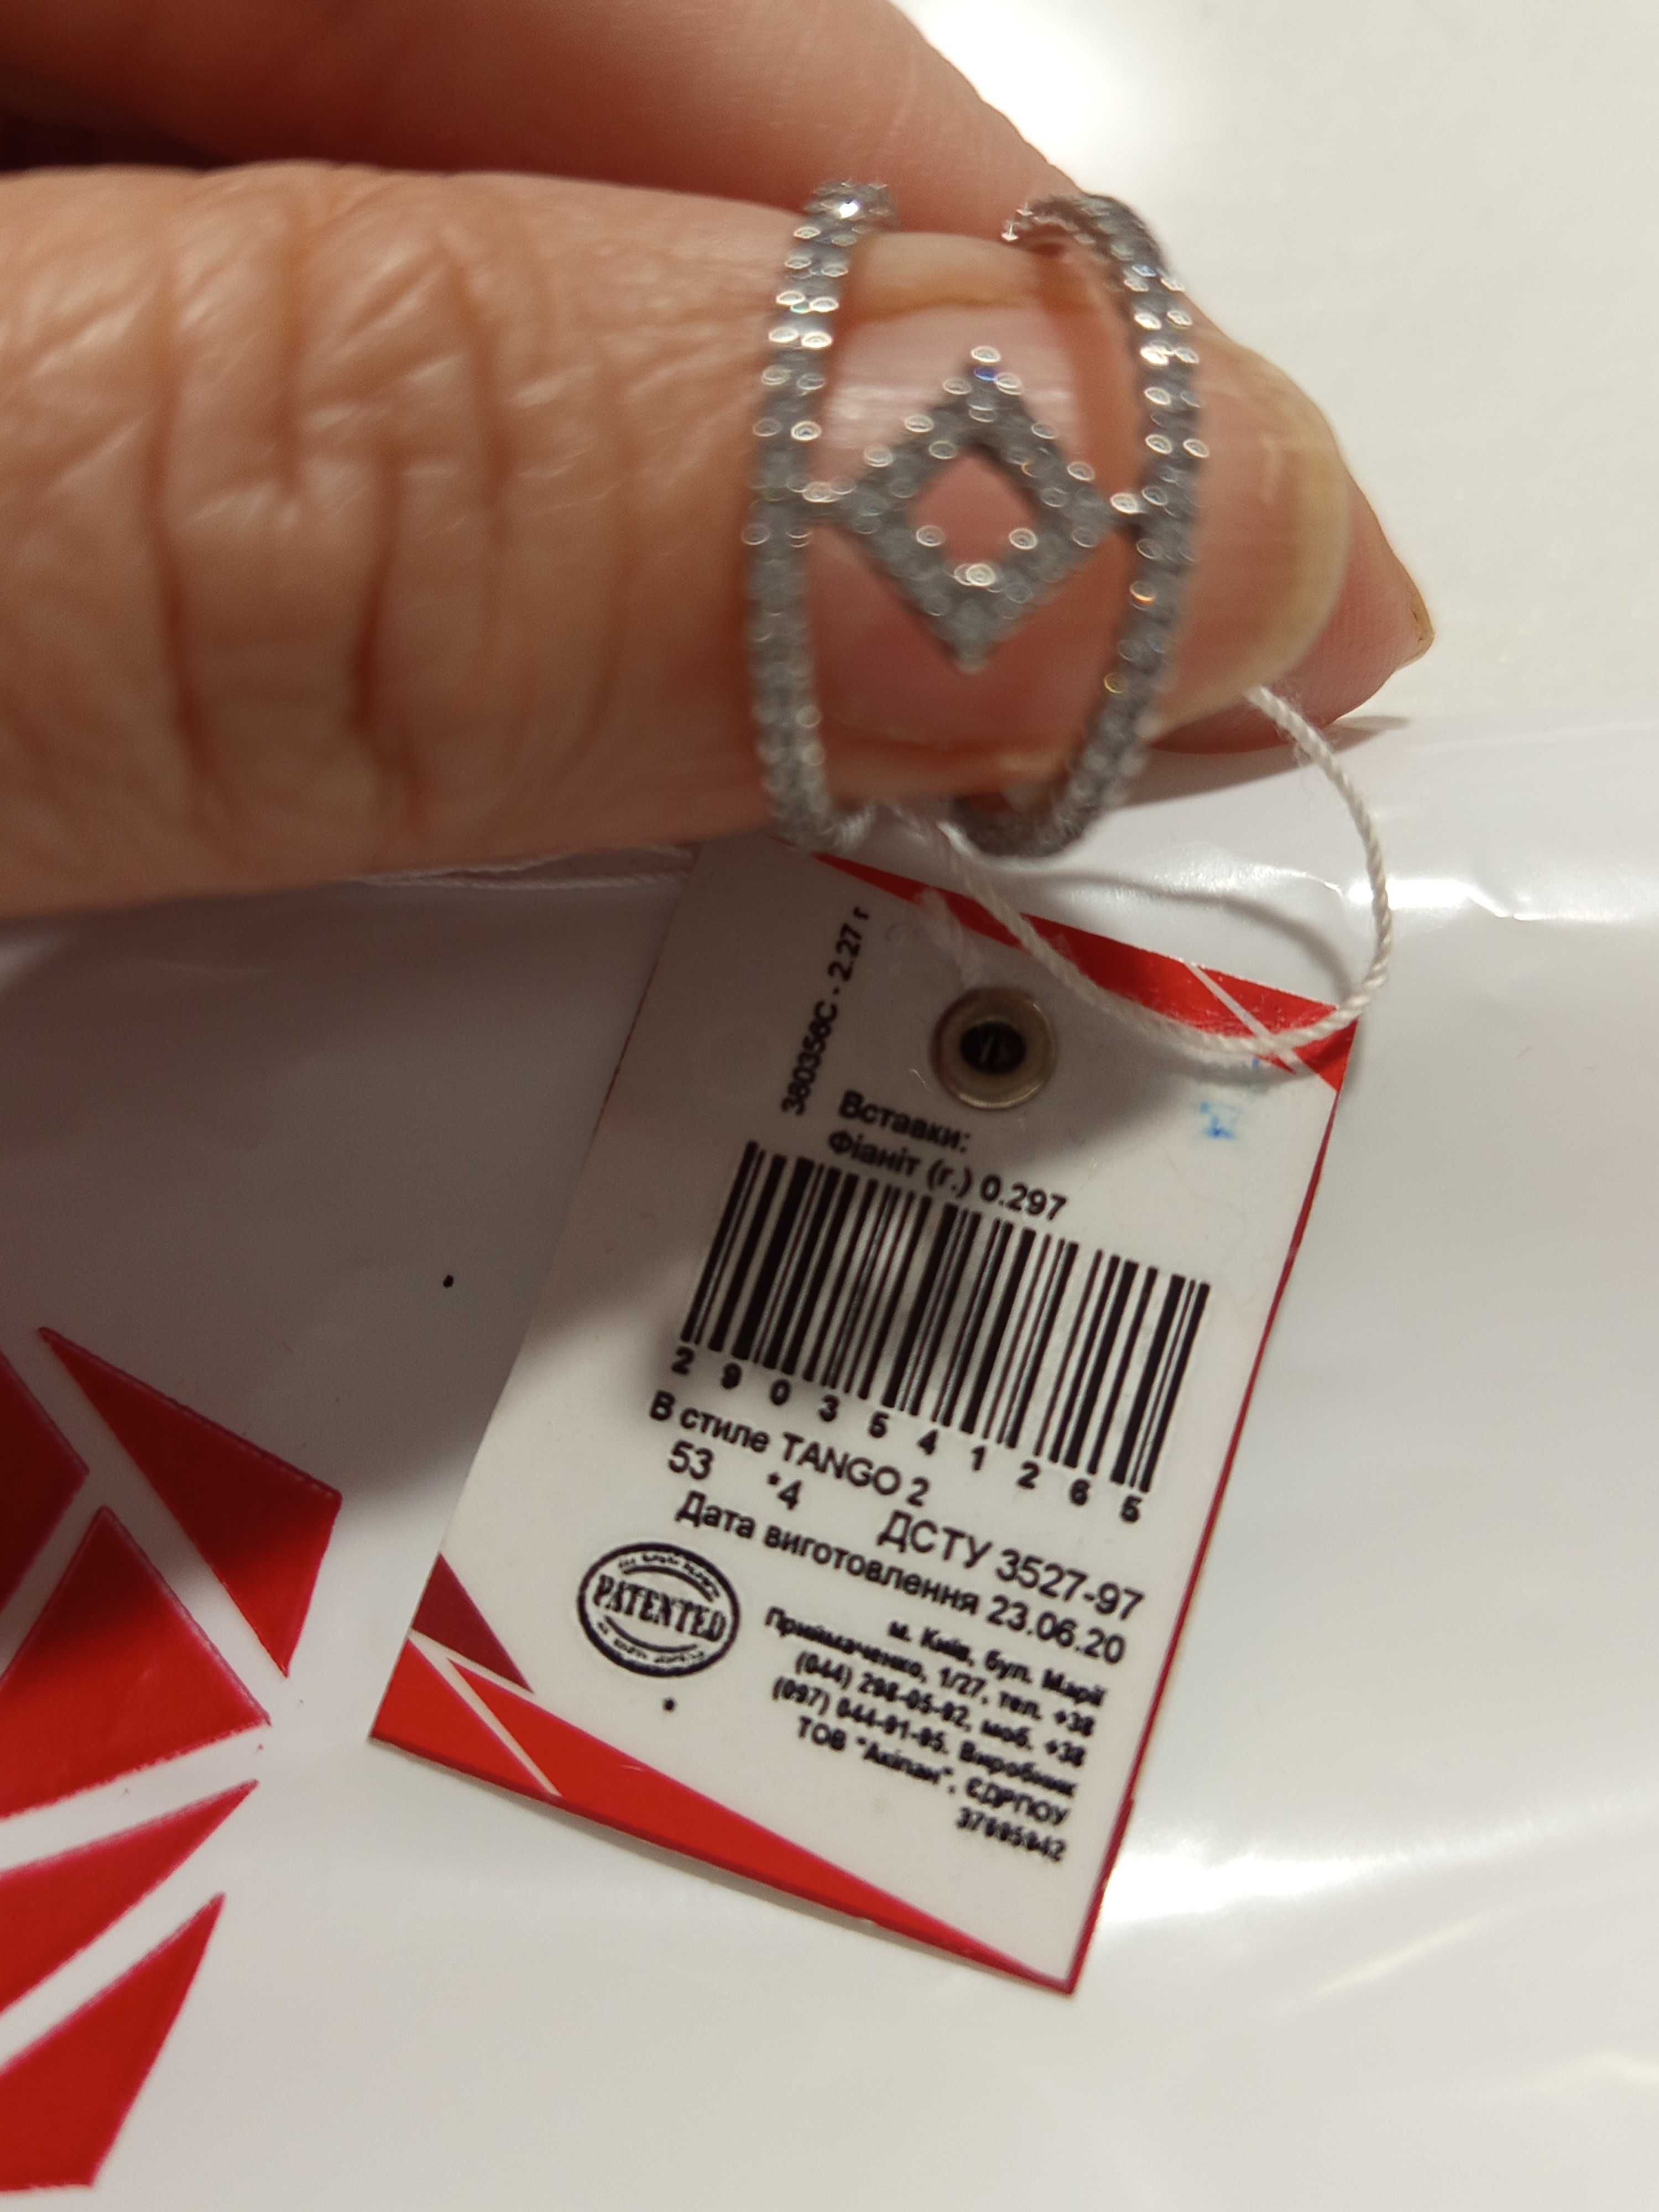 380356С - 2.27 г
Вставки:
Фіаніт (г.) 0.297
2 9 0 3 5 4 1 2 6 5
В стиле TANGO 2
53 *4 ДСТУ 3527-97
Дата виготовлення 23.06.20
м. Київ, бул. Марії
Приймаченко, 1/27, тел. +38
(044) 298-05-92, моб. +38
(097) 044-91-95. Виробник
ТОВ "Акіпан", ЄДРПОУ
PATENTED
*